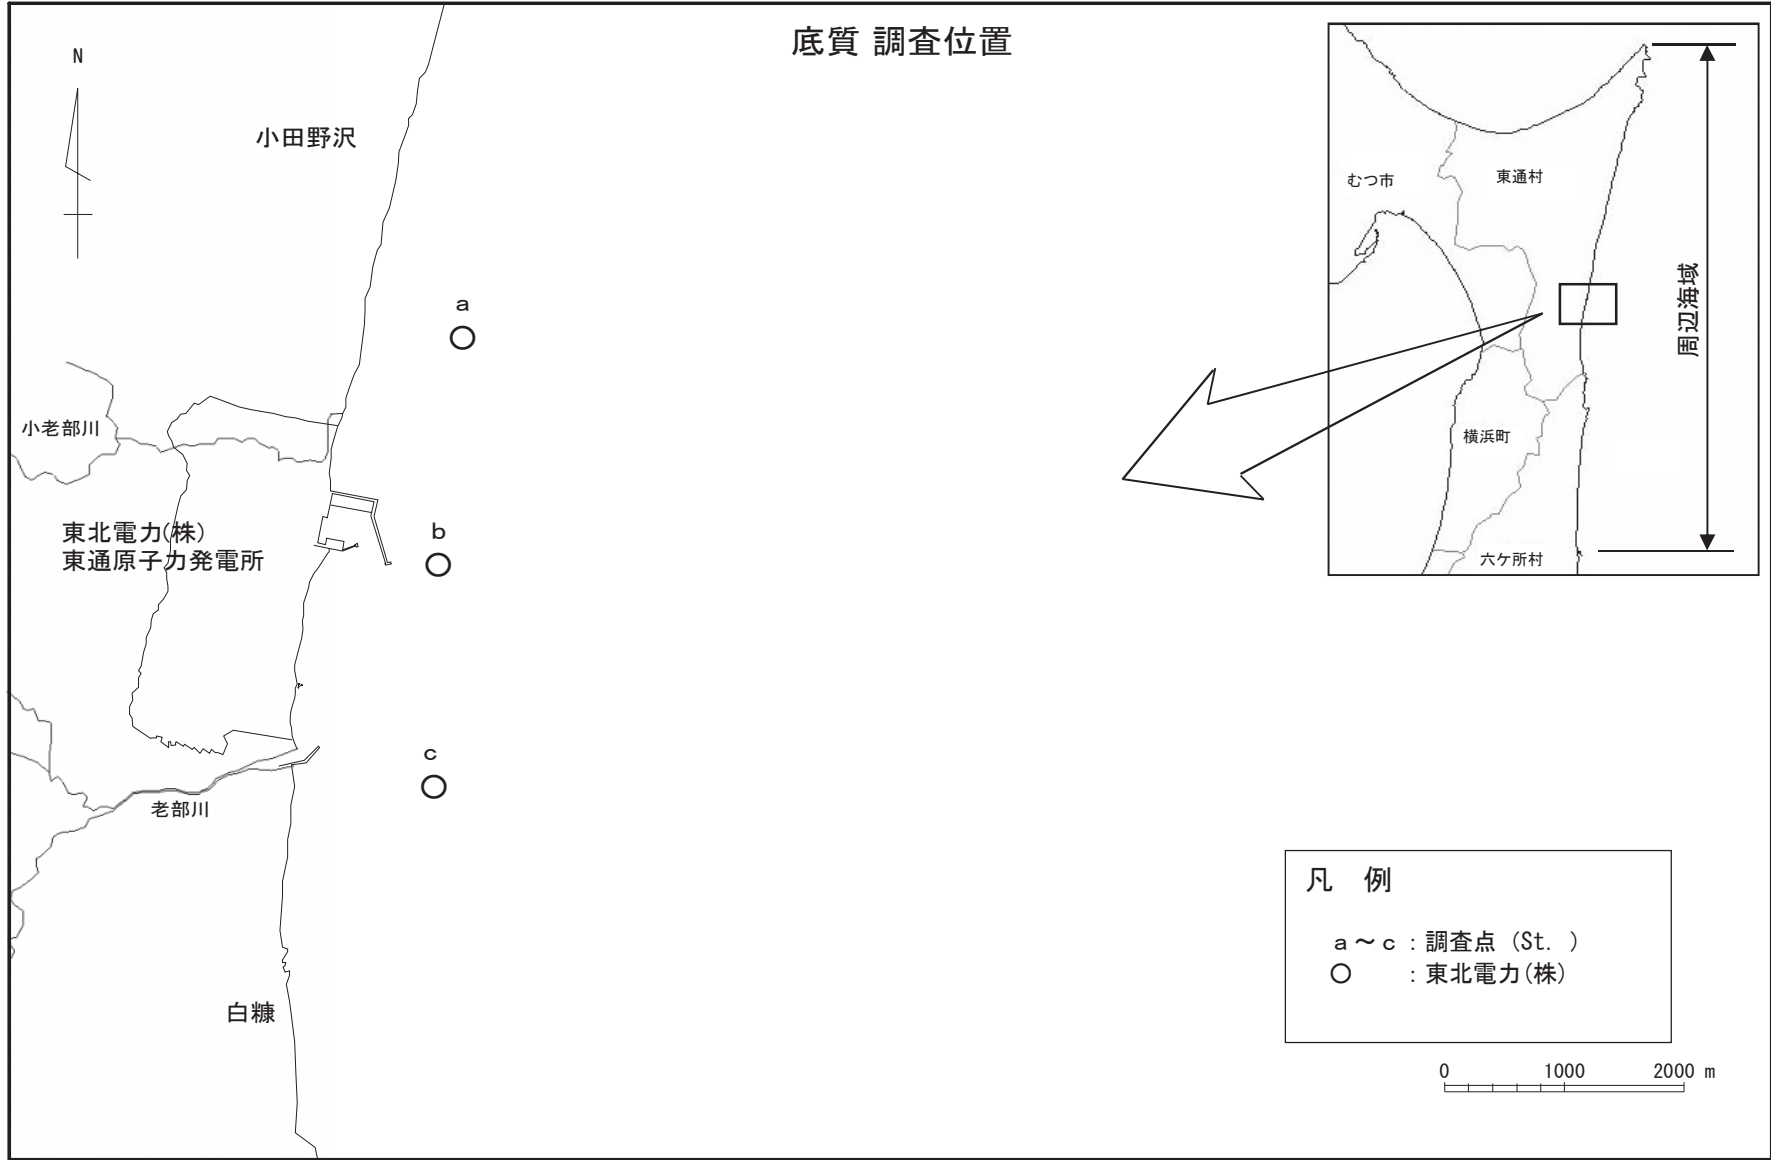 底質 調査位置
N
小田野沢
a
小老部川
東北電力(株)
東通原子力発電所
b
c
老部川
白糠
むつ市
東通村
周辺海域
横浜町
六ケ所村
凡 例
a～c：調査点（St. ）
○ ：東北電力(株)
0 1000 2000 m